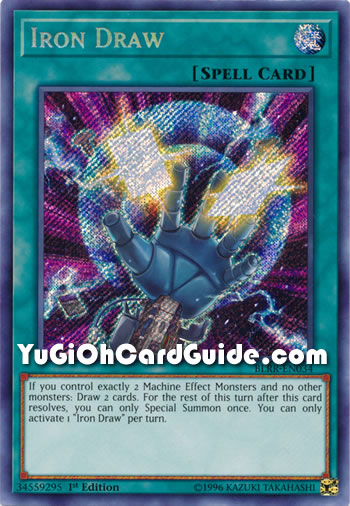 Iron Draw
[Spell Card]
YuGiOhCardGuide.com
BLRR-EN034
If you control exactly 2 Machine Effect Monsters and no other
monsters: Draw 2 cards. For the rest of this turn after this card
resolves, you can only Special Summon once. You can only
activate 1 "Iron Draw" per turn.
34559295 1st Edition ©1996 KAZUKI TAKAHASHI